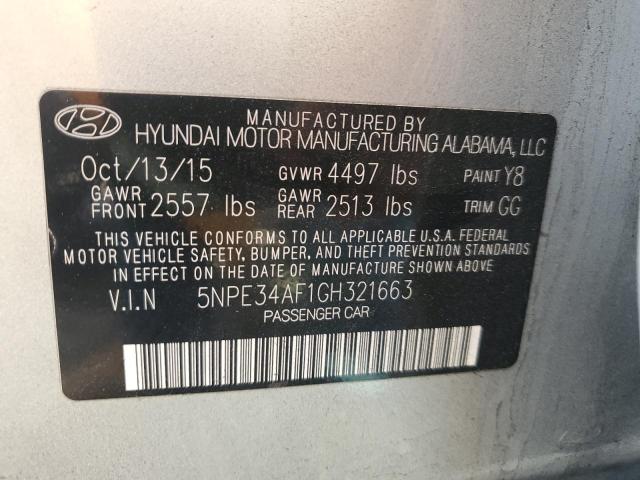 MANUFACTURED BY
HYUNDAI MOTOR MANUFACTURING ALABAMA, LLC
Oct/13/15 GVWR 4497 lbs PAINT Y8
GAWR FRONT 2557 lbs GAWR REAR 2513 lbs TRIM GG
THIS VEHICLE CONFORMS TO ALL APPLICABLE U.S.A. FEDERAL
MOTOR VEHICLE SAFETY, BUMPER, AND THEFT PREVENTION STANDARDS
IN EFFECT ON THE DATE OF MANUFACTURE SHOWN ABOVE.
V.I.N 5NPE34AF1GH321663
PASSENGER CAR